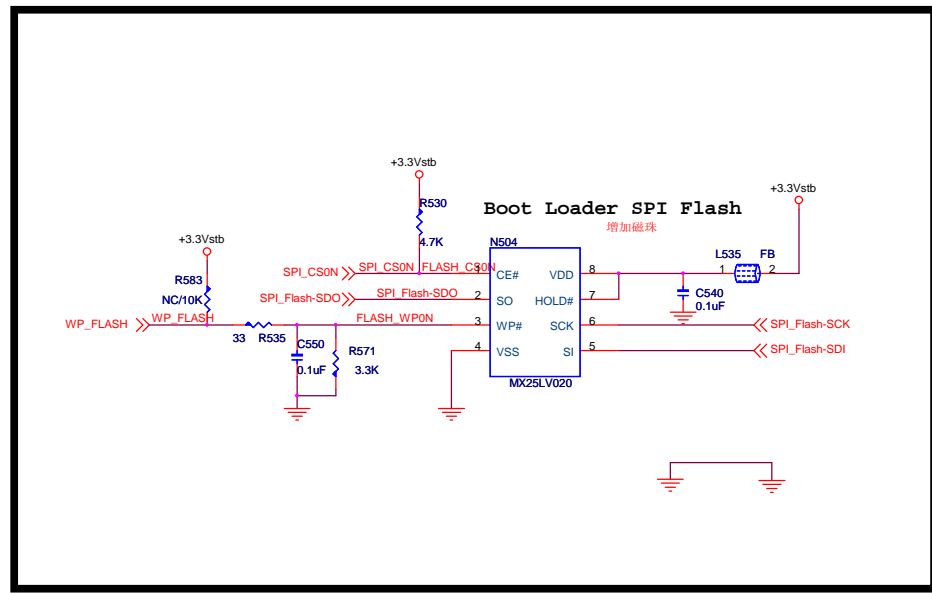 +3.3Vstb
R530
4.7K
Boot Loader SPI Flash
增加磁珠
+3.3Vstb
+3.3Vstb
R583
NC/10K
N504
L535 FB
1 2
SPI_CS0N SPI_CS0N FLASH_CS0N 1 CE# VDD 8
C540
0.1uF
SPI_Flash-SDO SPI_Flash-SDO 2 SO HOLD# 7
WP_FLASH WP_FLASH FLASH_WP0N 3 WP# SCK 6 SPI_Flash-SCK
33 R535
C550
0.1uF
R571
3.3K
4 VSS SI 5 SPI_Flash-SDI
MX25LV020